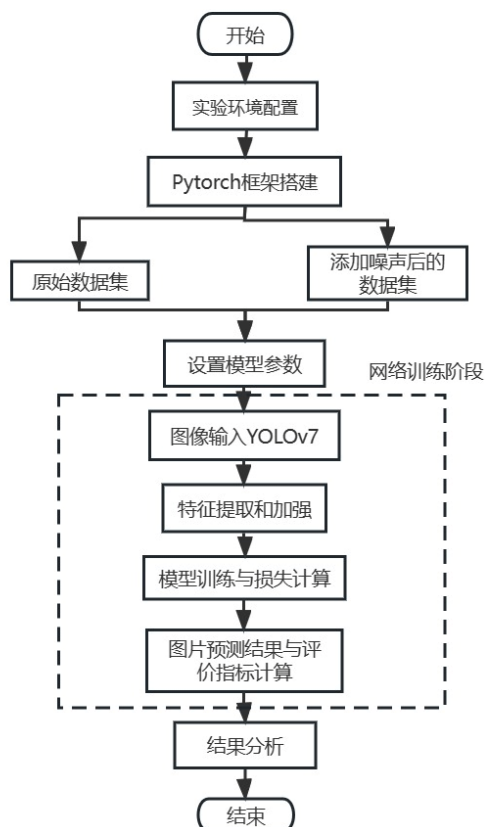 开始
实验环境配置
Pytorch框架搭建
原始数据集
添加噪声后的
数据集
设置模型参数
网络训练阶段
图像输入YOLOv7
特征提取和加强
模型训练与损失计算
图片预测结果与评
价指标计算
结果分析
结束